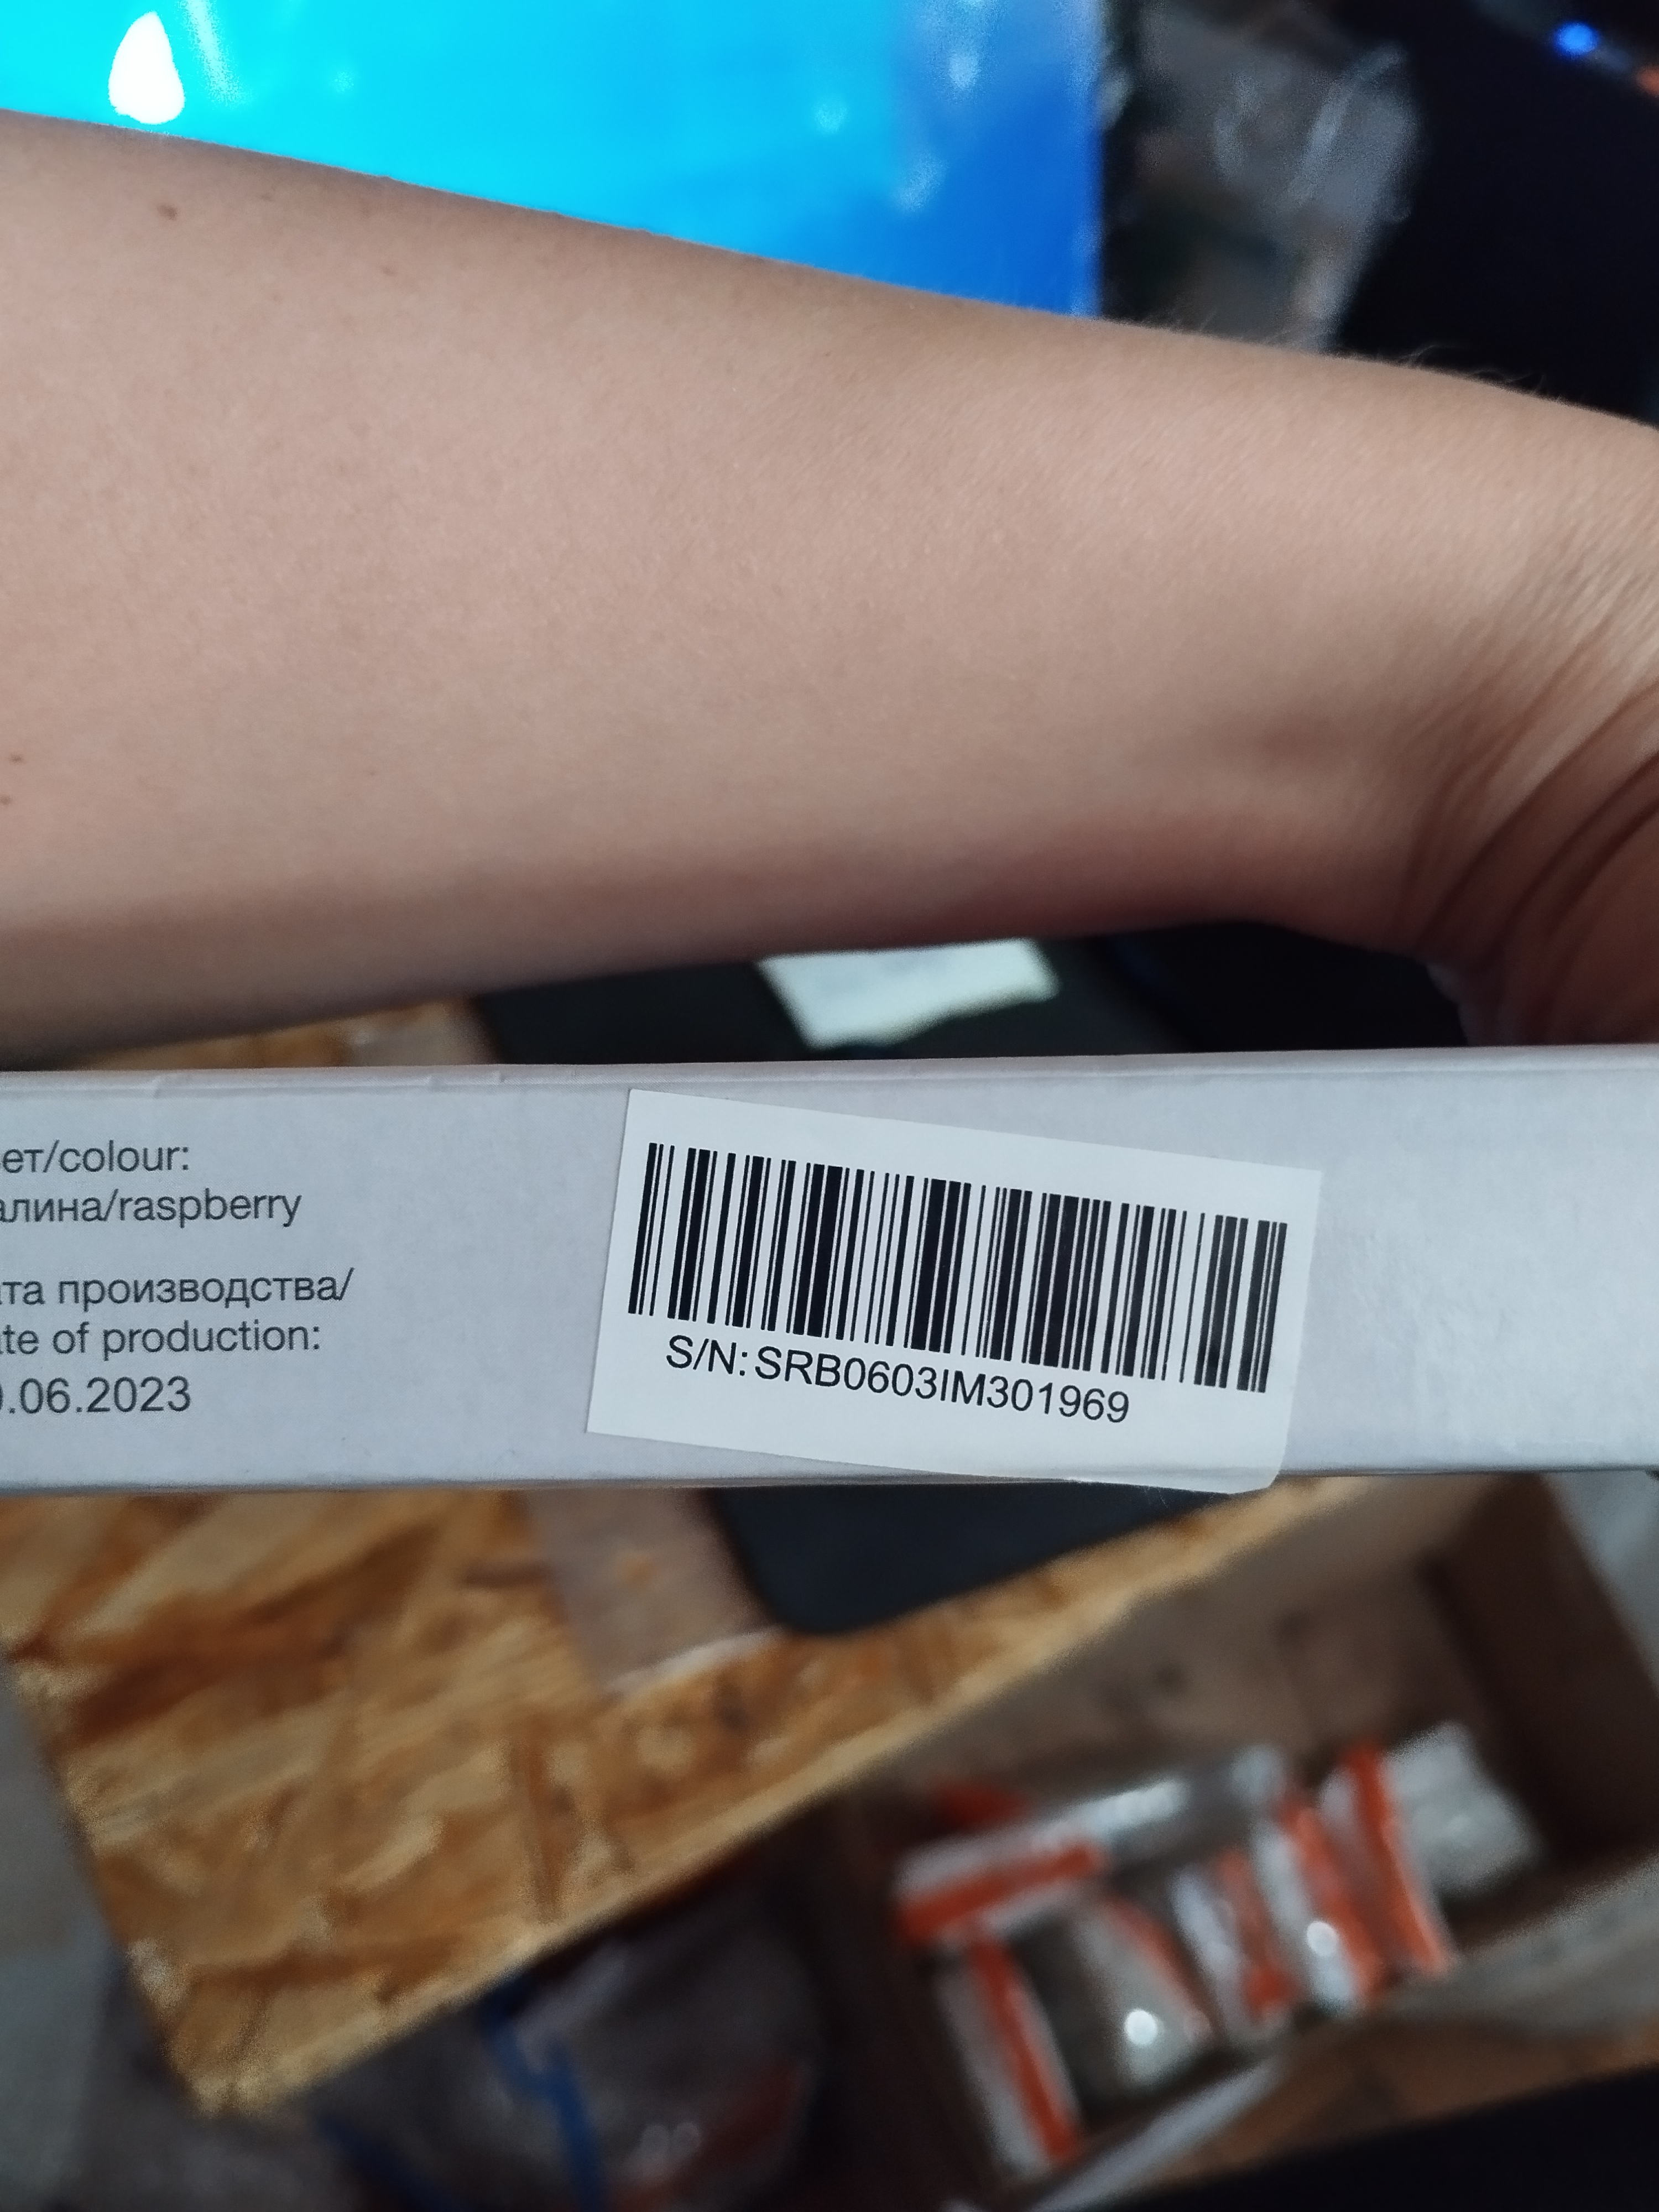 ет/colour:
алина/raspberry
та производства/
te of production:
.06.2023
S/N: SRB0603IM301969